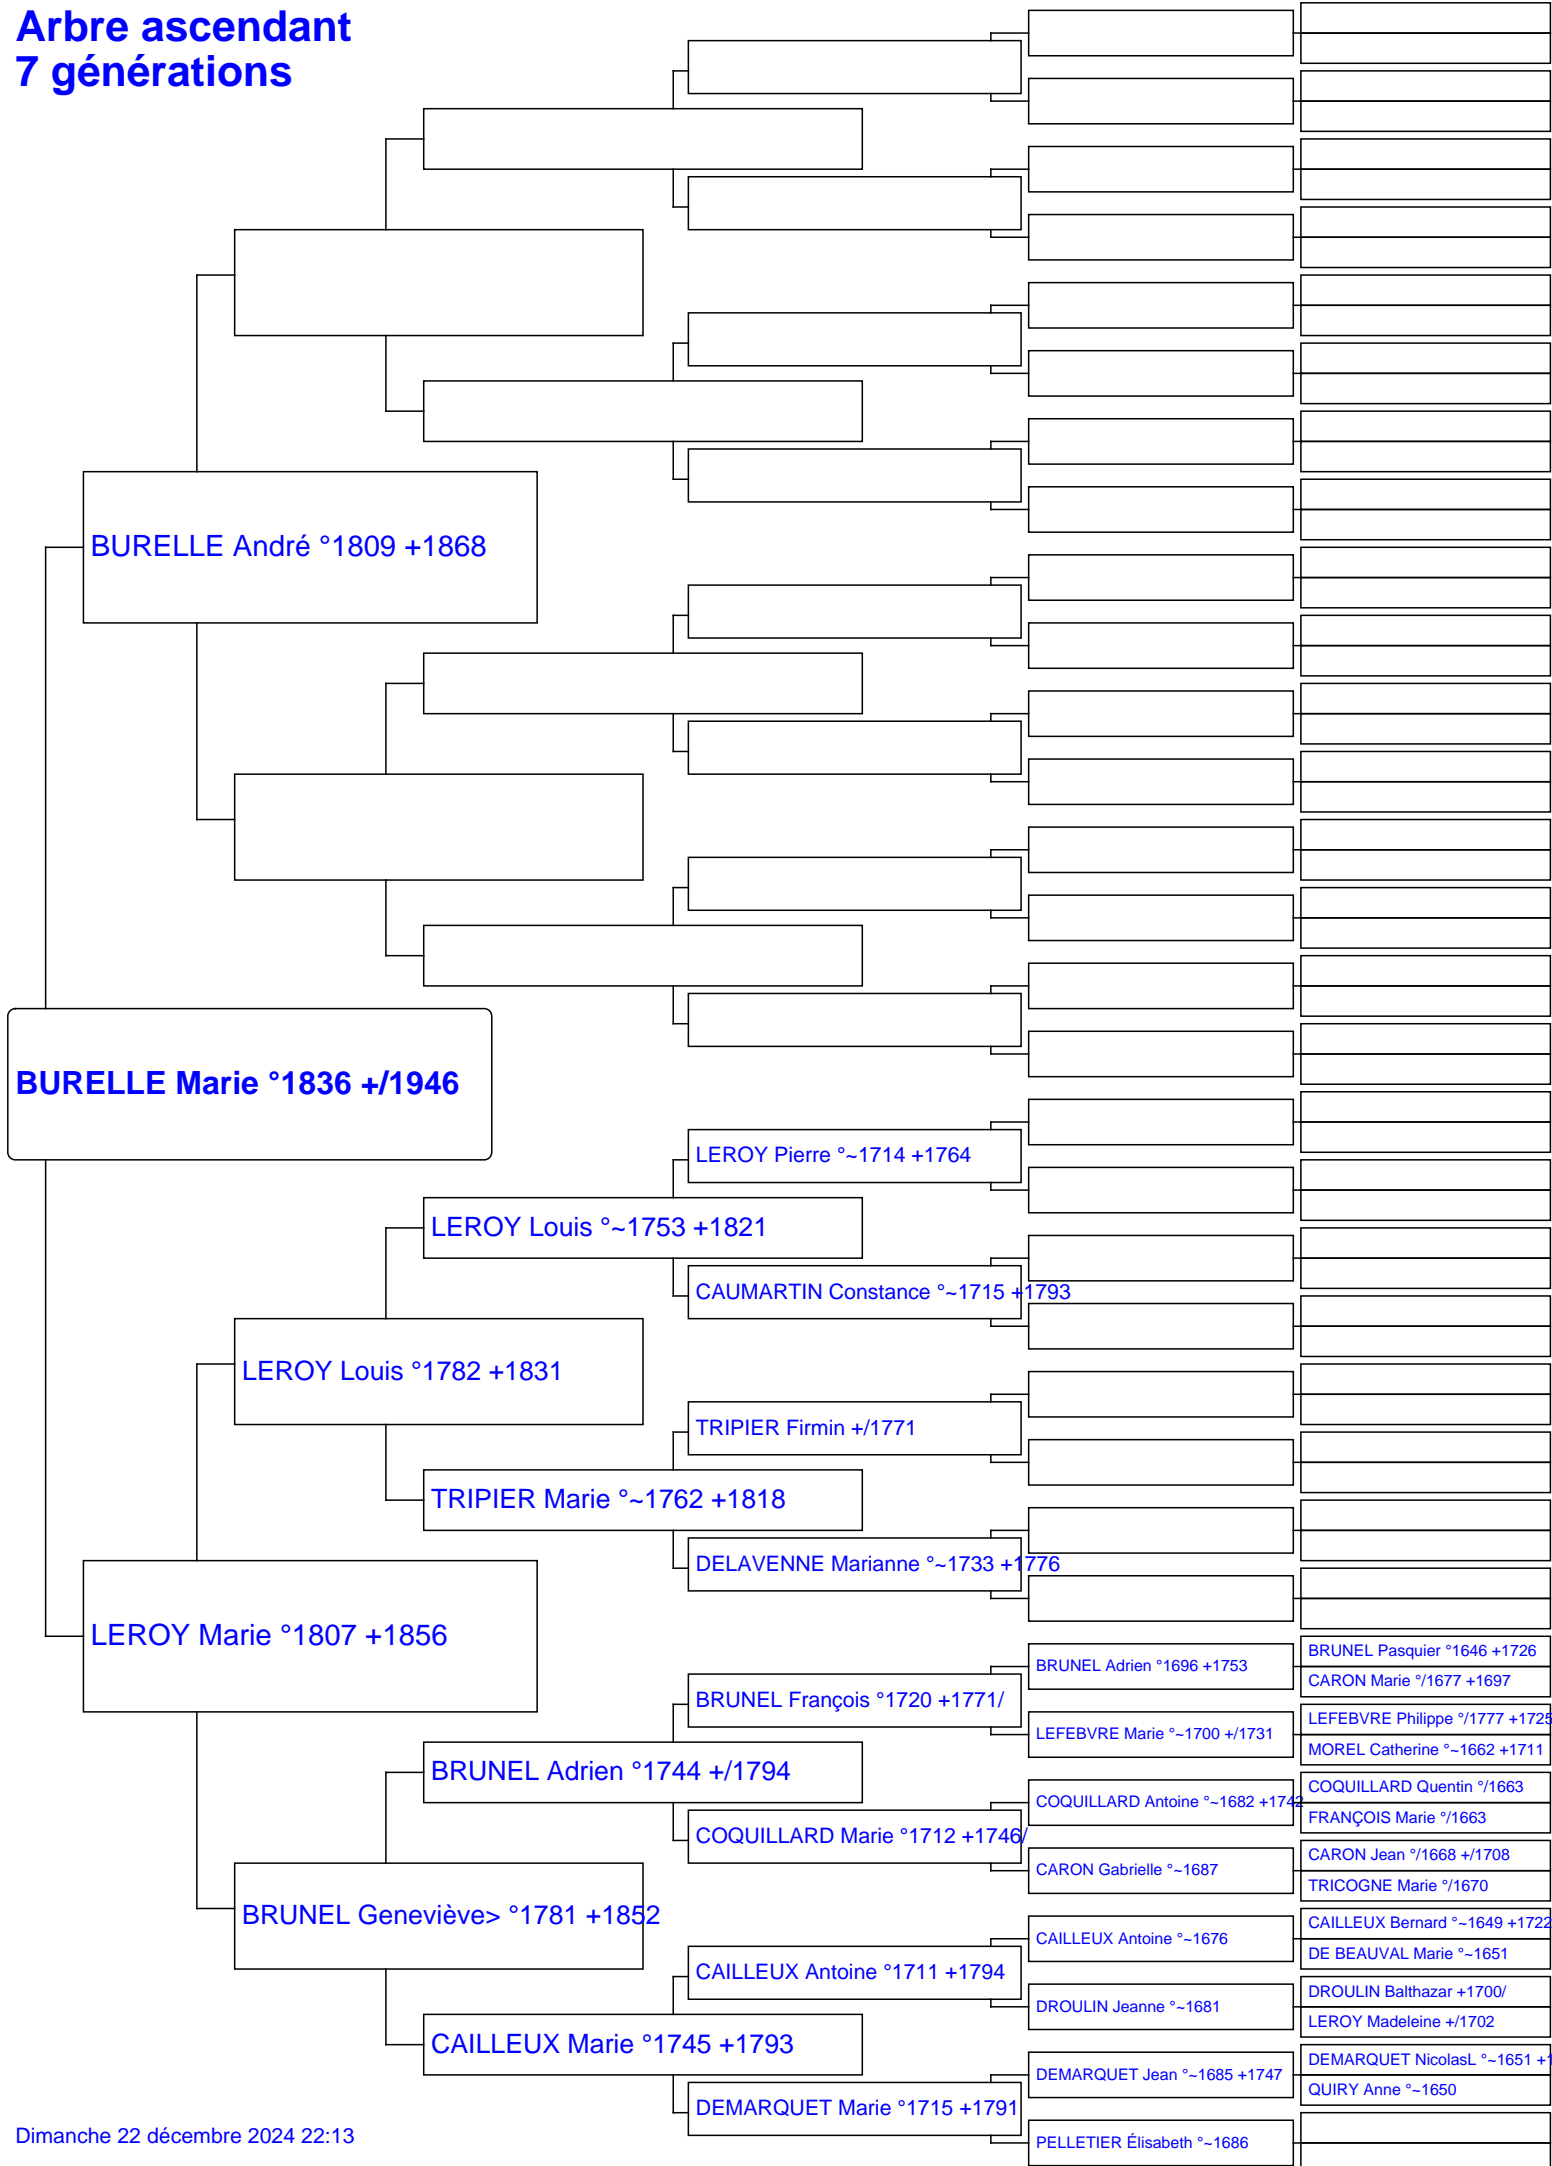 Arbre ascendant
7 générations
BURELLE André °1809 +1868
BURELLE Marie °1836 +/1946
LEROY Pierre °~1714 +1764
LEROY Louis °~1753 +1821
CAUMARTIN Constance °~1715 +1793
LEROY Louis °1782 +1831
TRIPIER Firmin +/1771
TRIPIER Marie °~1762 +1818
DELAVENNE Marianne °~1733 +1776
LEROY Marie °1807 +1856
BRUNEL Pasquier °1646 +1726
BRUNEL Adrien °1696 +1753
CARON Marie °/1677 +1697
BRUNEL François °1720 +1771/
LEFEBVRE Philippe °/1777 +1725
LEFEBVRE Marie °~1700 +/1731
MOREL Catherine °~1662 +1711
BRUNEL Adrien °1744 +/1794
COQUILLARD Quentin °/1663
COQUILLARD Antoine °~1682 +1742
FRANÇOIS Marie °/1663
COQUILLARD Marie °1712 +1746/
CARON Jean °/1668 +/1708
CARON Gabrielle °~1687
TRICOGNE Marie °/1670
BRUNEL Geneviève> °1781 +1852
CAILLEUX Bernard °~1649 +1722
CAILLEUX Antoine °~1676
DE BEAUVAL Marie °~1651
CAILLEUX Antoine °1711 +1794
DROULIN Balthazar +1700/
DROULIN Jeanne °~1681
LEROY Madeleine +/1702
CAILLEUX Marie °1745 +1793
DEMARQUET NicolasL °~1651 +1
DEMARQUET Jean °~1685 +1747
QUIRY Anne °~1650
DEMARQUET Marie °1715 +1791
PELLETIER Élisabeth °~1686
Dimanche 22 décembre 2024 22:13